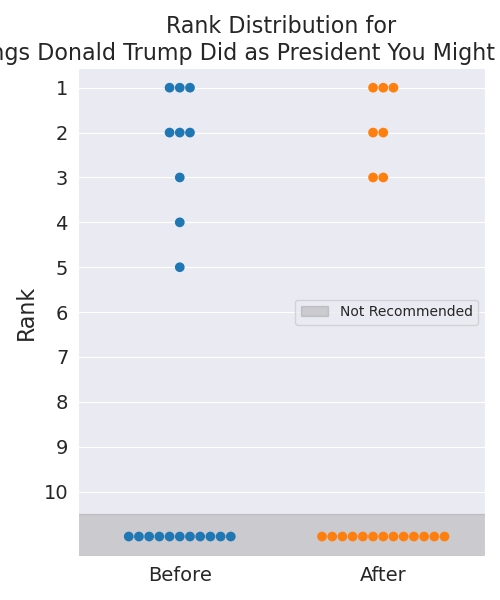 Rank Distribution for
Donald Trump Did as President You Might
1
2
3
4
5
6
7
8
9
10
Rank
Not Recommended
Before
After